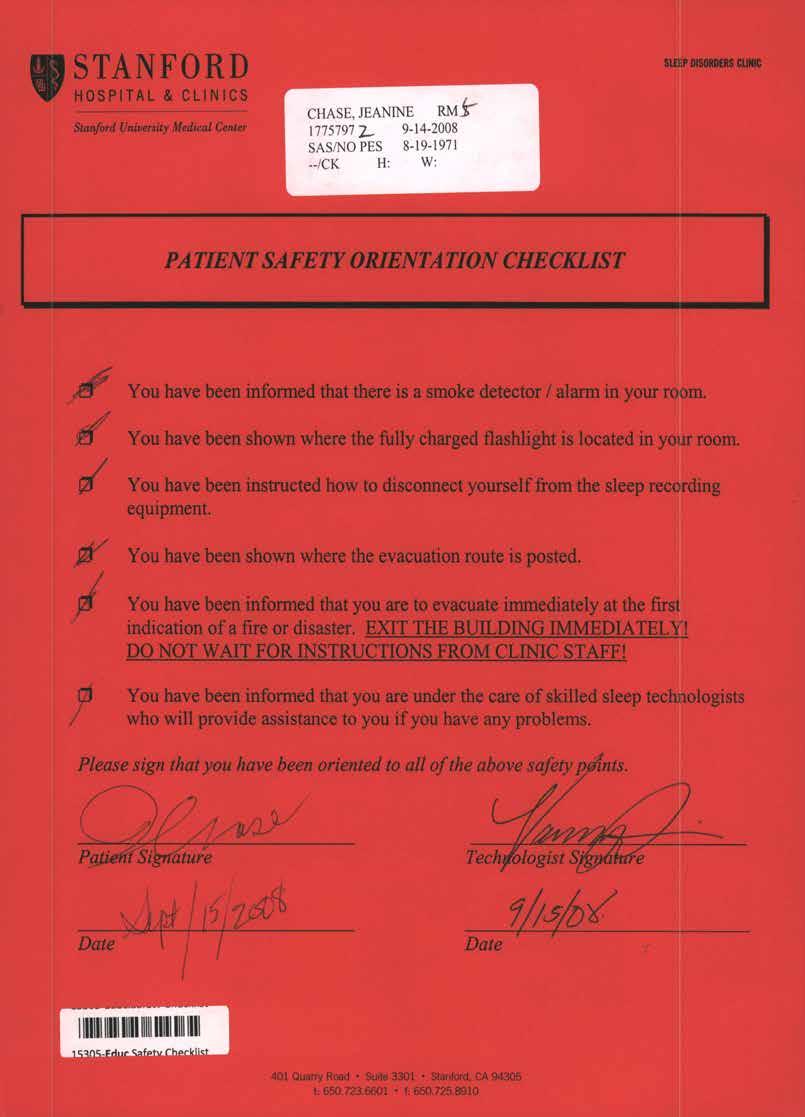 STANFORD
HOSPITAL & CLINICS
Stanford University Medical Center
SLEEP DISORDERS CLINIC
CHASE, JEANINE RM 5
1775797 2 9-14-2008
SAS/NO PES 8-19-1971
--/CK H: W:
PATIENT SAFETY ORIENTATION CHECKLIST
You have been informed that there is a smoke detector / alarm in your room.
You have been shown where the fully charged flashlight is located in your room.
You have been instructed how to disconnect yourself from the sleep recording
equipment.
You have been shown where the evacuation route is posted.
You have been informed that you are to evacuate immediately at the first
indication of a fire or disaster. EXIT THE BUILDING IMMEDIATELY!
DO NOT WAIT FOR INSTRUCTIONS FROM CLINIC STAFF!
You have been informed that you are under the care of skilled sleep technologists
who will provide assistance to you if you have any problems.
Please sign that you have been oriented to all of the above safety points.
JChase
Patient Signature
Technologist Signature
Sept/15/2008
Date
9/15/08
Date
15305-Educ Safety Checklist
401 Quarry Road • Suite 3301 • Stanford, CA 94305
t: 650.723.6601 • f: 650.725.8910